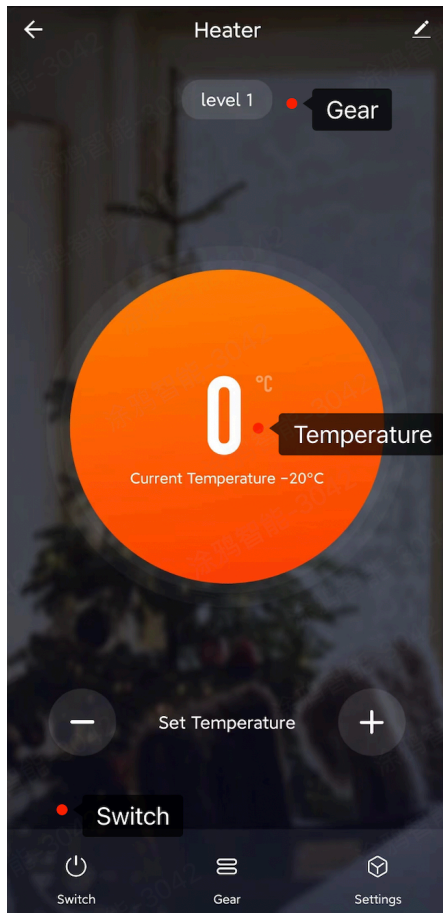 Heater
level 1
Gear
0
°C
Temperature
Current Temperature -20°C
Set Temperature
Switch
Switch
Gear
Settings